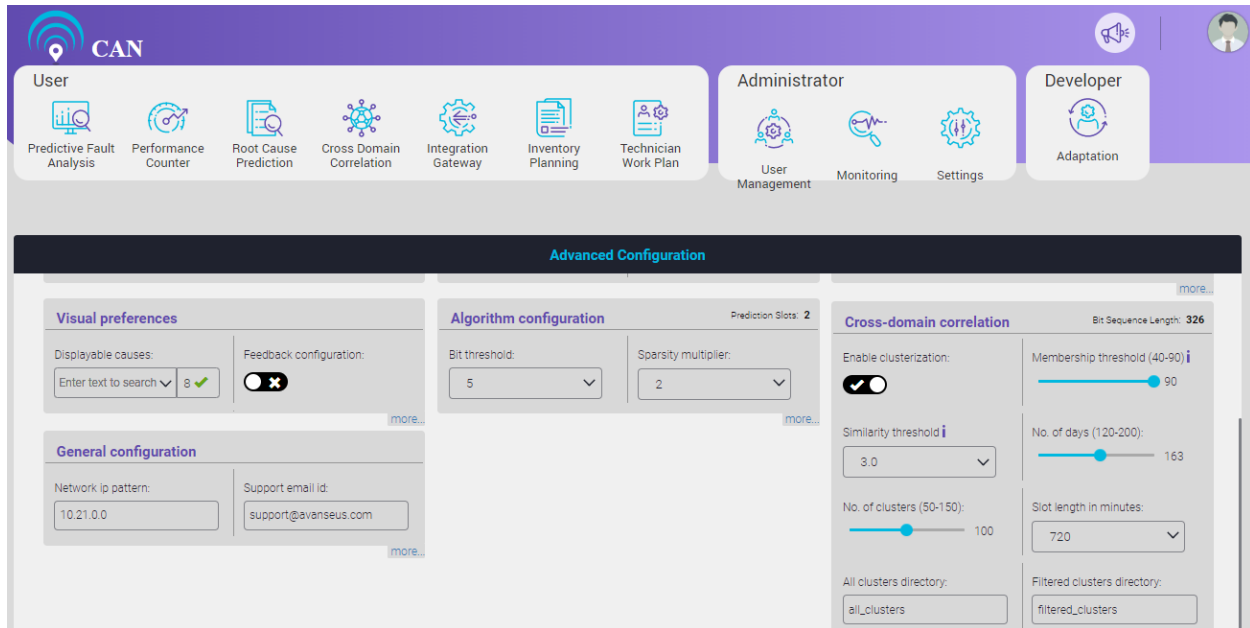 CAN
User
Administrator
Developer
Predictive Fault
Analysis
Performance
Counter
Root Cause
Prediction
Cross Domain
Correlation
Integration
Gateway
Inventory
Planning
Technician
Work Plan
User
Management
Monitoring
Settings
Adaptation
Advanced Configuration
more...
Visual preferences
Displayable causes:
Enter text to search
8
Feedback configuration:
more...
General configuration
Network ip pattern:
10.21.0.0
Support email id:
support@avanseus.com
more...
Algorithm configuration
Prediction Slots: 2
Bit threshold:
5
Sparsity multiplier:
2
more...
Cross-domain correlation
Bit Sequence Length: 326
Enable clusterization:
Membership threshold (40-90) i
90
Similarity threshold i
3.0
No. of days (120-200):
163
No. of clusters (50-150):
100
Slot length in minutes:
720
All clusters directory:
all_clusters
Filtered clusters directory:
filtered_clusters